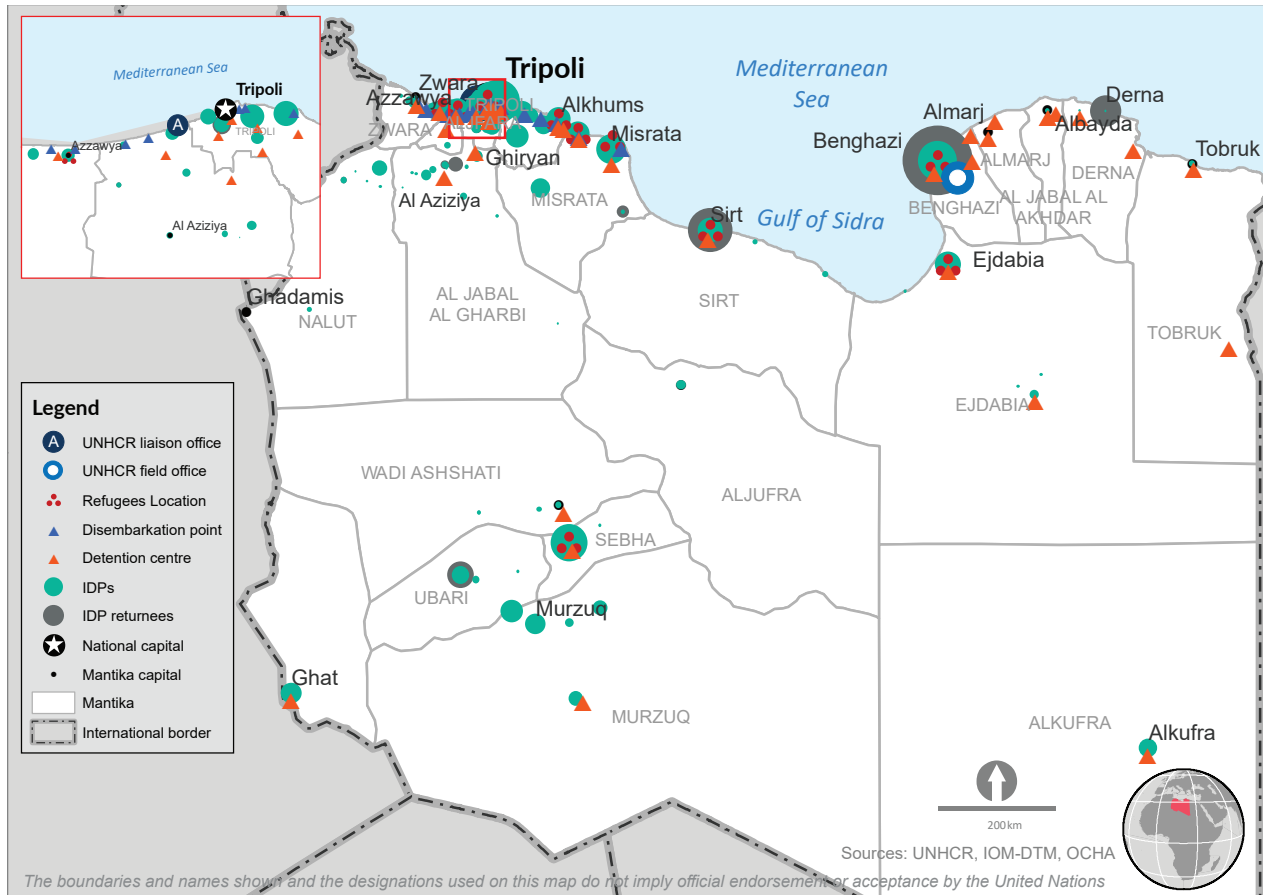 Mediterranean Sea
Tripoli
TRIPOLI
Azzawya
Al Aziziya
Zwara
Tripoli
Azzawya
TRIPOLI
ZWARA
ALJFARA
Alkhums
Misrata
Ghiryan
Al Aziziya
MISRATA
Mediterranean
Sea
Almarj
Derna
Benghazi
Albayda
Tobruk
ALMARJ
DERNA
BENGHAZI
AL JABAL AL
AKHDAR
Sirt
Gulf of Sidra
Ejdabia
Ghadamis
NALUT
AL JABAL
AL GHARBI
SIRT
TOBRUK
EJDABIA
WADI ASHSHATI
ALJUFRA
SEBHA
UBARI
Murzuq
Ghat
MURZUQ
ALKUFRA
Alkufra
Legend
A
A
UNHCR liaison office
UNHCR field office
Refugees Location
Disembarkation point
Detention centre
IDPs
IDP returnees
National capital
Mantika capital
Mantika
International border
200 km
Sources: UNHCR, IOM-DTM, OCHA
The boundaries and names shown and the designations used on this map do not imply official endorsement or acceptance by the United Nations